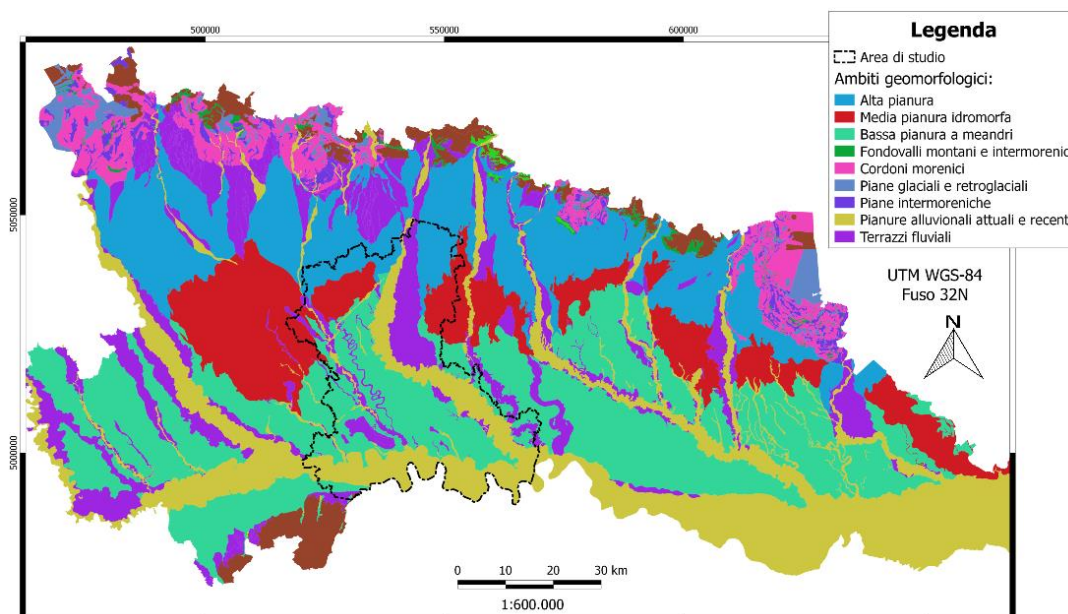 500000
550000
600000
Legenda
Area di studio
Ambiti geomorfologici:
Alta pianura
Media pianura idromorfa
Bassa pianura a meandri
Fondovalli montani e intermorenic
Cordoni morenici
Piane glaciali e retroglaciali
Piane intermoreniche
Pianure alluvionali attuali e recent
Terrazzi fluviali
5050000
UTM WGS-84
Fuso 32N
N
5000000
0 10 20 30 km
1:600.000